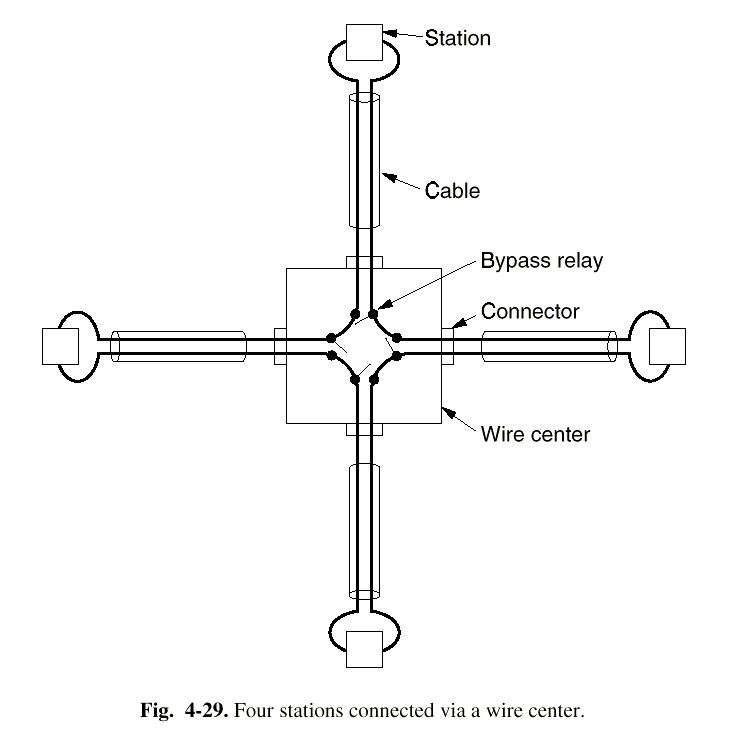 Station
Cable
Bypass relay
Connector
Wire center
Fig. 4-29. Four stations connected via a wire center.